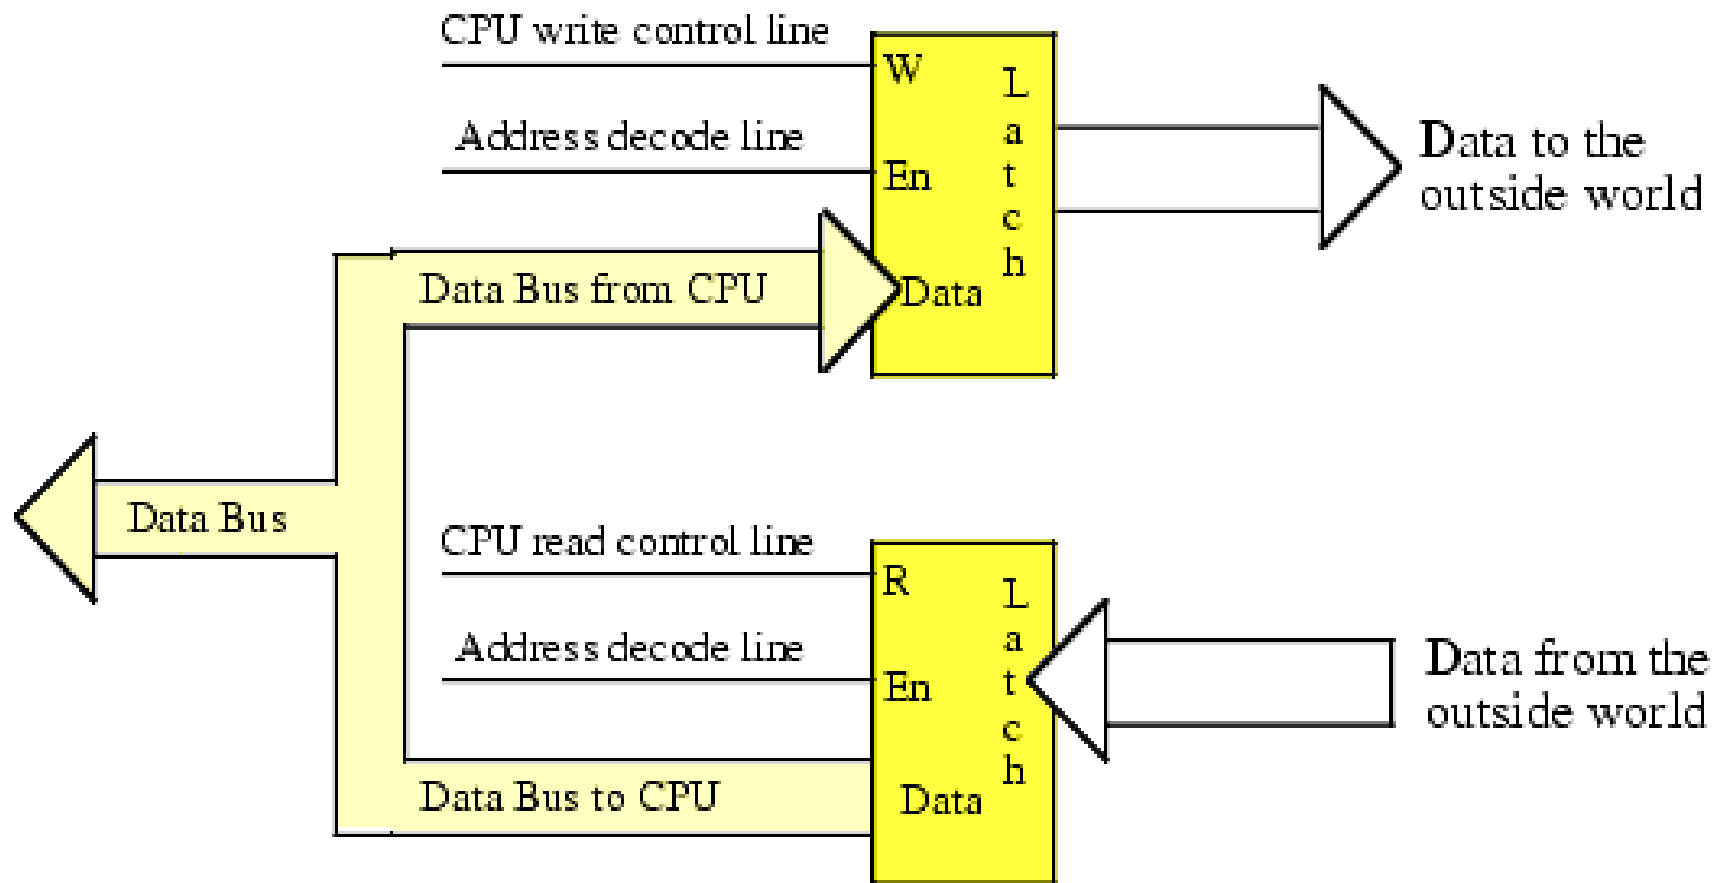 CPU write control line
W
Latch
Address decode line
En
Data to the
outside world
Data Bus from CPU
Data
Data Bus
CPU read control line
R
Latch
Address decode line
En
Data from the
outside world
Data Bus to CPU
Data